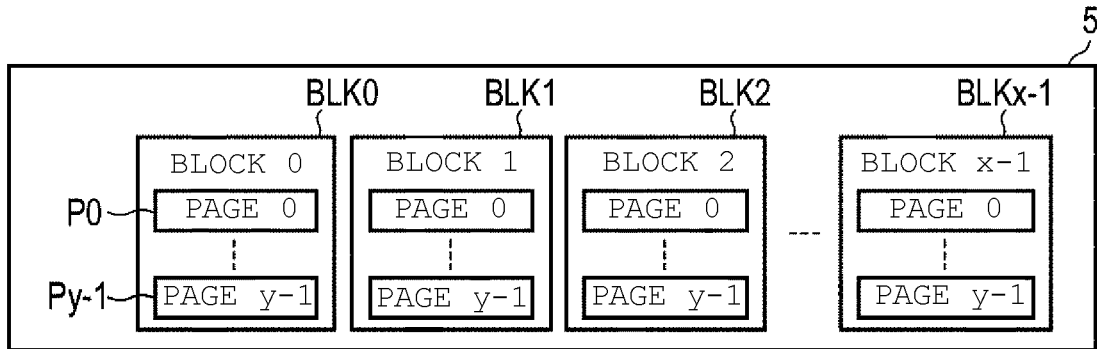 5
BLK0 BLK1 BLK2 BLKx-1
BLOCK 0 BLOCK 1 BLOCK 2 BLOCK x-1
P0 PAGE 0 PAGE 0 PAGE 0 PAGE 0
Py-1 PAGE y-1 PAGE y-1 PAGE y-1 PAGE y-1